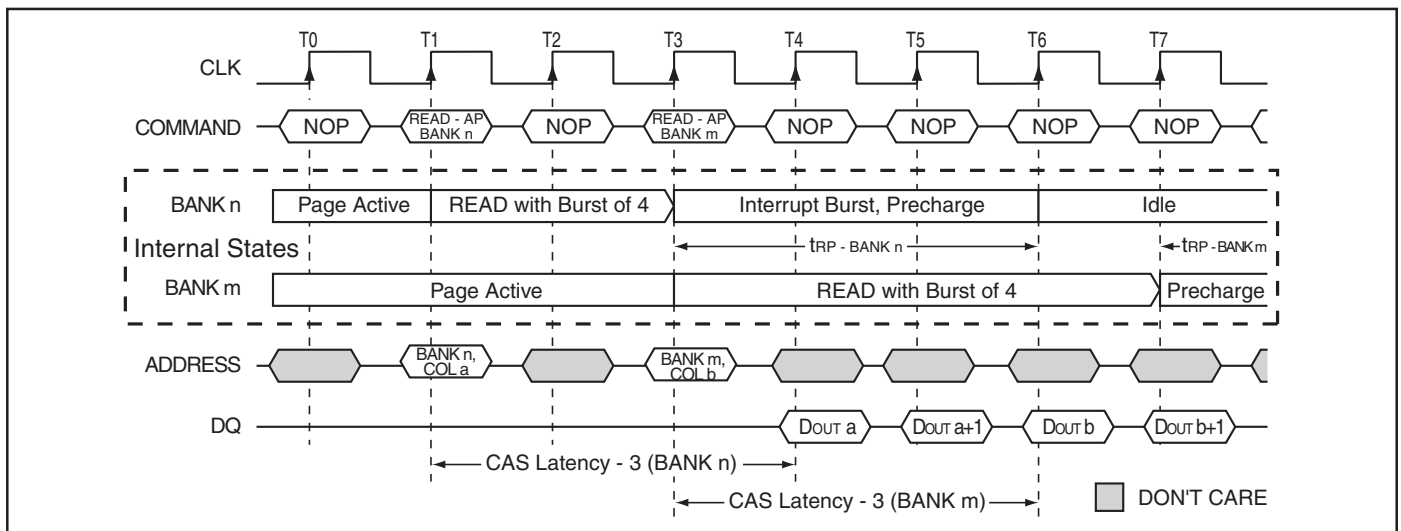 T0 T1 T2 T3 T4 T5 T6 T7
CLK
COMMAND NOP READ - AP BANK n NOP READ - AP BANK m NOP NOP NOP NOP
BANK n Page Active READ with Burst of 4 Interrupt Burst, Precharge Idle
Internal States tRP - BANK n tRP - BANK m
BANK m Page Active READ with Burst of 4 Precharge
ADDRESS BANK n, COL a BANK m, COL b
DQ DOUT a DOUT a+1 DOUT b DOUT b+1
CAS Latency - 3 (BANK n)
CAS Latency - 3 (BANK m) DON'T CARE